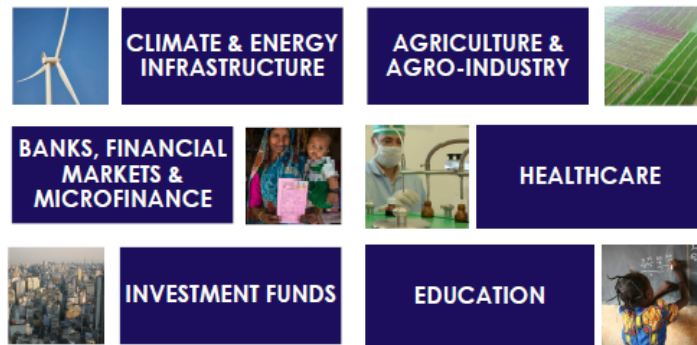 CLIMATE & ENERGY
INFRASTRUCTURE
AGRICULTURE &
AGRO-INDUSTRY
BANKS, FINANCIAL
MARKETS &
MICROFINANCE
HEALTHCARE
INVESTMENT FUNDS
EDUCATION